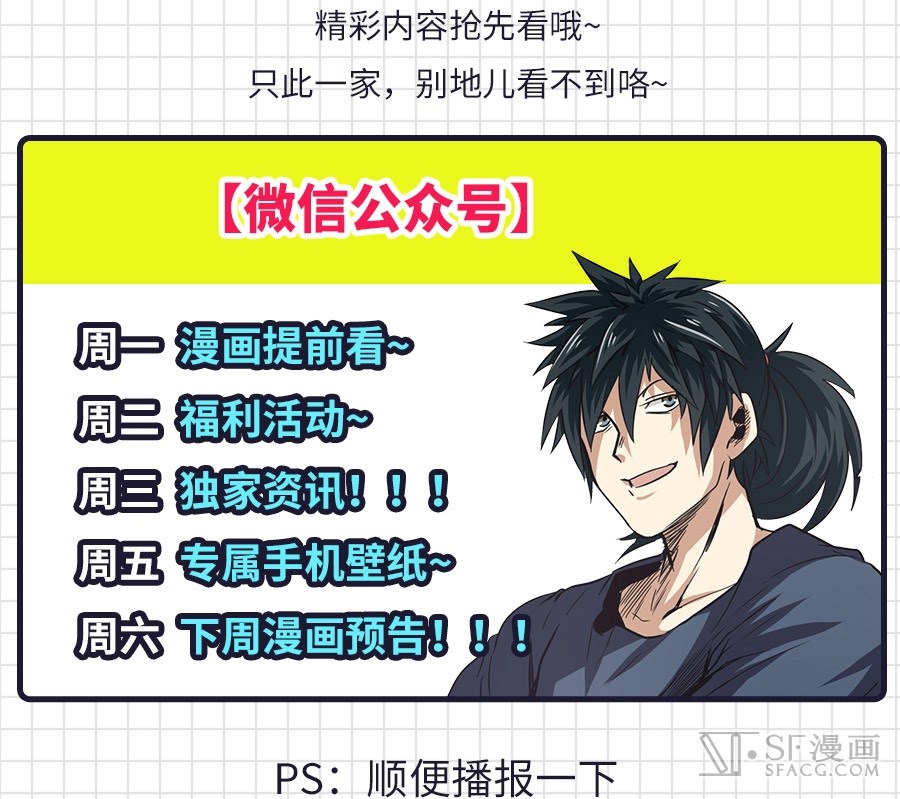 精彩内容抢先看哦~
只此一家，别地儿看不到咯~
【微信公众号】
周一 漫画提前看~
周二 福利活动~
周三 独家资讯！！！
周五 专属手机壁纸~
周六 下周漫画预告！！！
SF漫画
SFACG.COM
PS：顺便播报一下